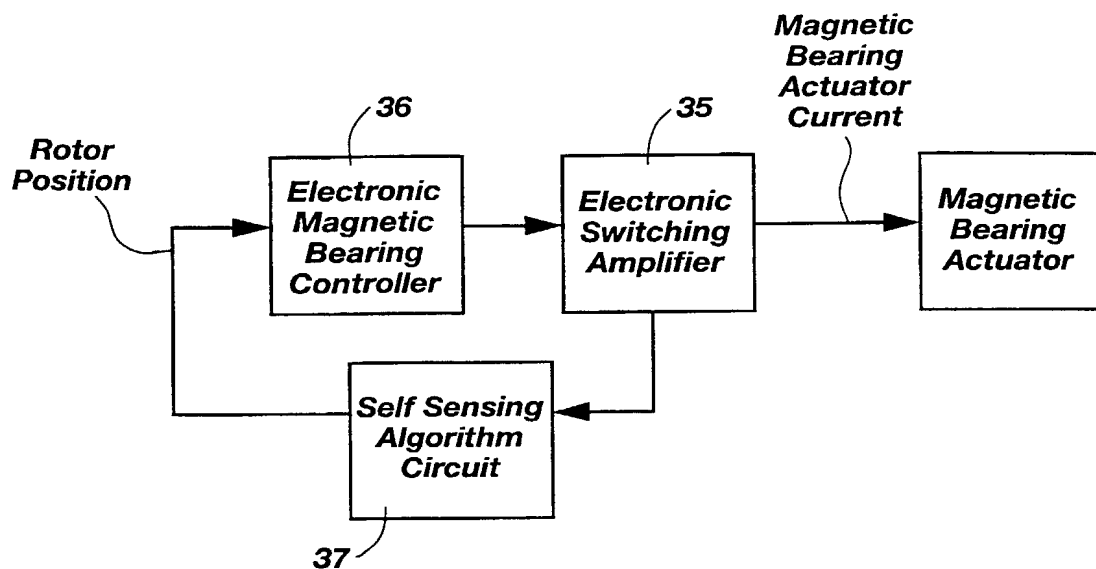 Magnetic
Bearing
Actuator
Current
36
35
Rotor
Position
Electronic
Magnetic
Bearing
Controller
Electronic
Switching
Amplifier
Magnetic
Bearing
Actuator
Self Sensing
Algorithm
Circuit
37